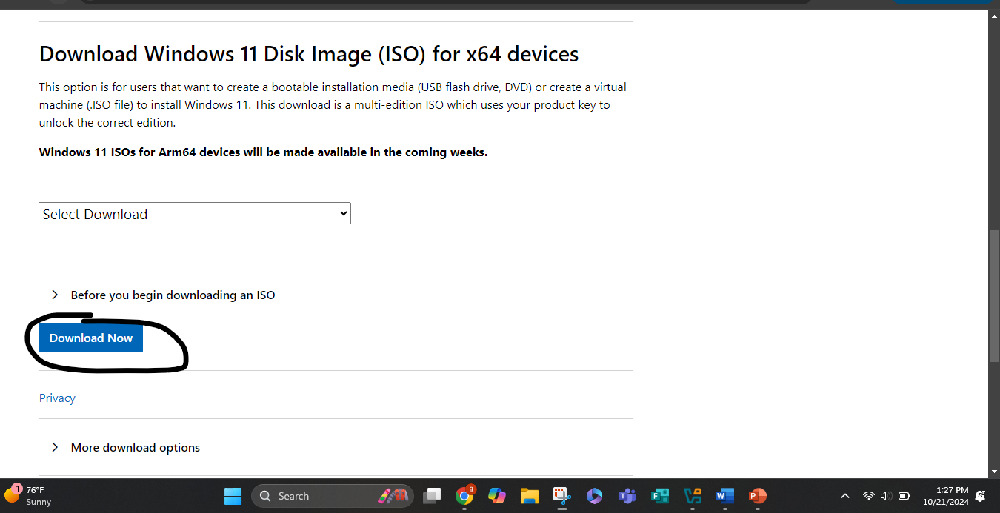 Download Windows 11 Disk Image (ISO) for x64 devices
This option is for users that want to create a bootable installation media (USB flash drive, DVD) or create a virtual
machine (.ISO file) to install Windows 11. This download is a multi-edition ISO which uses your product key to
unlock the correct edition.
Windows 11 ISOs for Arm64 devices will be made available in the coming weeks.
Select Download
Before you begin downloading an ISO
Download Now
Privacy
More download options
1
76°F
Sunny
Search
9
1:27 PM
10/21/2024